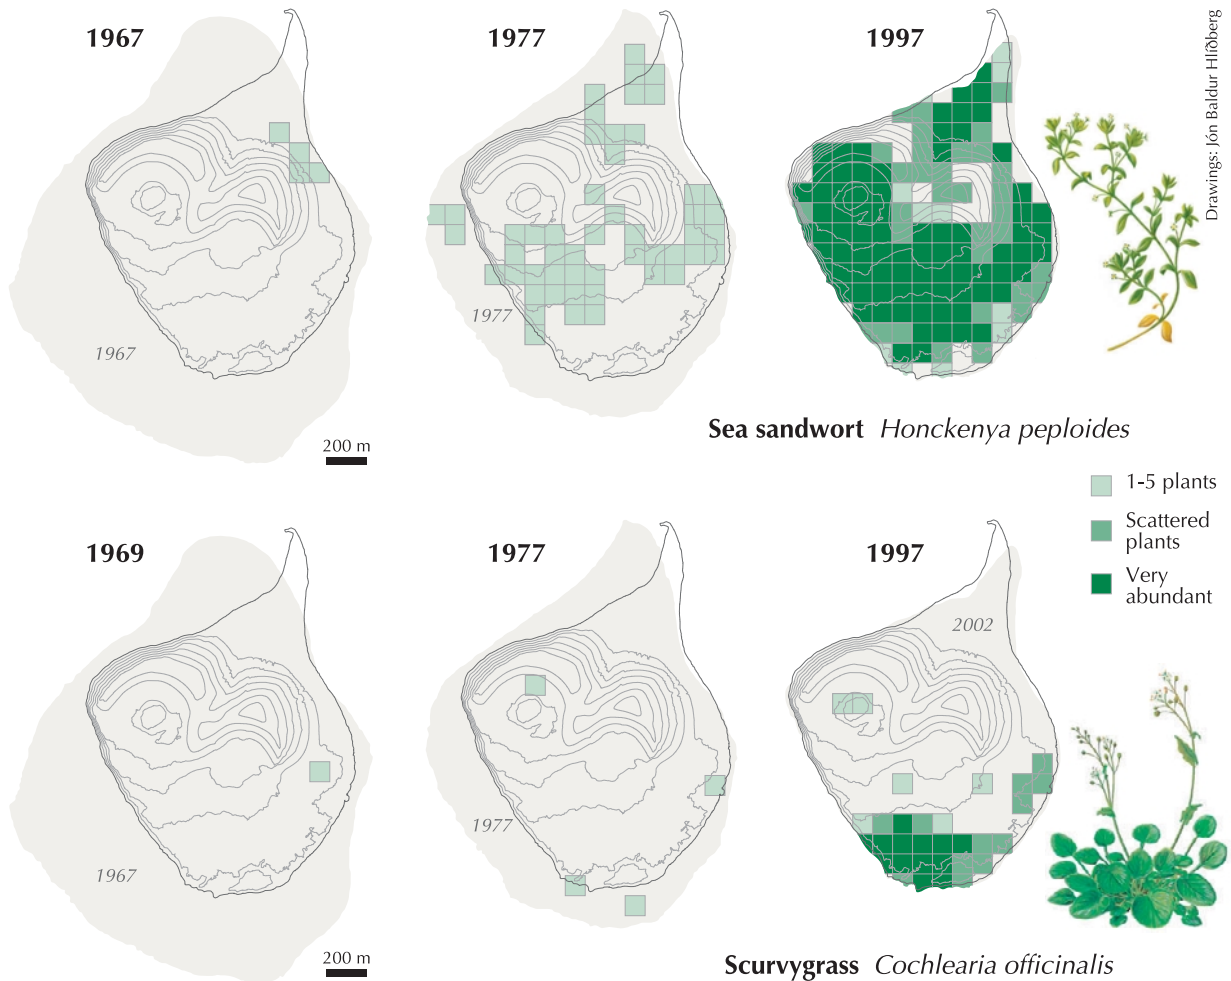 1967
1977
1997
Drawings: Jón Baldur Hlíðberg
1967
1977
200 m
Sea sandwort Honckenya peploides
1-5 plants
Scattered
plants
Very
abundant
1969
1977
1997
2002
1967
1977
200 m
Scurvygrass Cochlearia officinalis